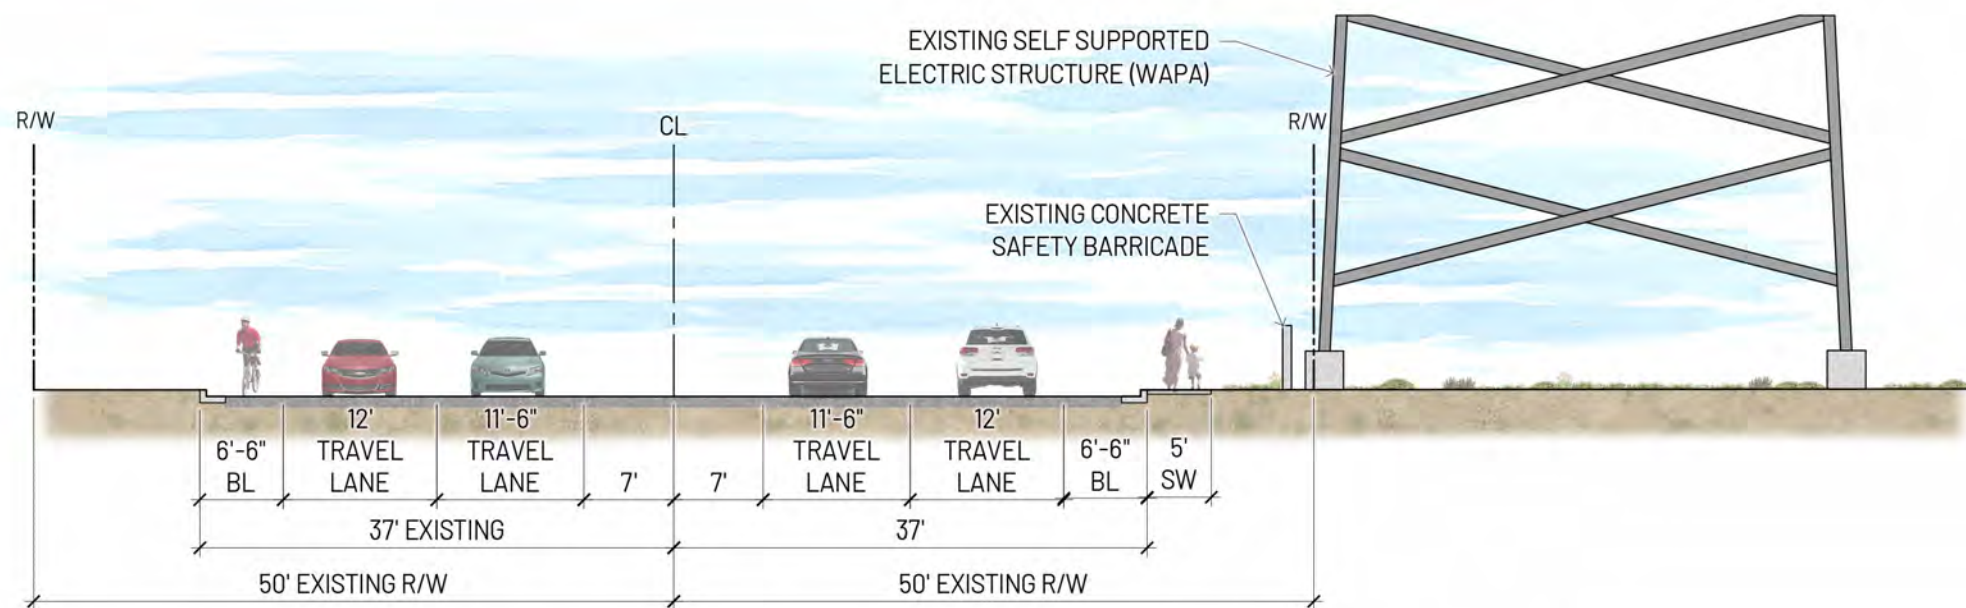 EXISTING SELF SUPPORTED
ELECTRIC STRUCTURE (WAPA)
R/W
CL
R/W
EXISTING CONCRETE
SAFETY BARRICADE
6'-6"
BL
12'
TRAVEL
LANE
11'-6"
TRAVEL
LANE
7'
7'
11'-6"
TRAVEL
LANE
12'
TRAVEL
LANE
6'-6"
BL
5'
SW
37' EXISTING
37'
50' EXISTING R/W
50' EXISTING R/W